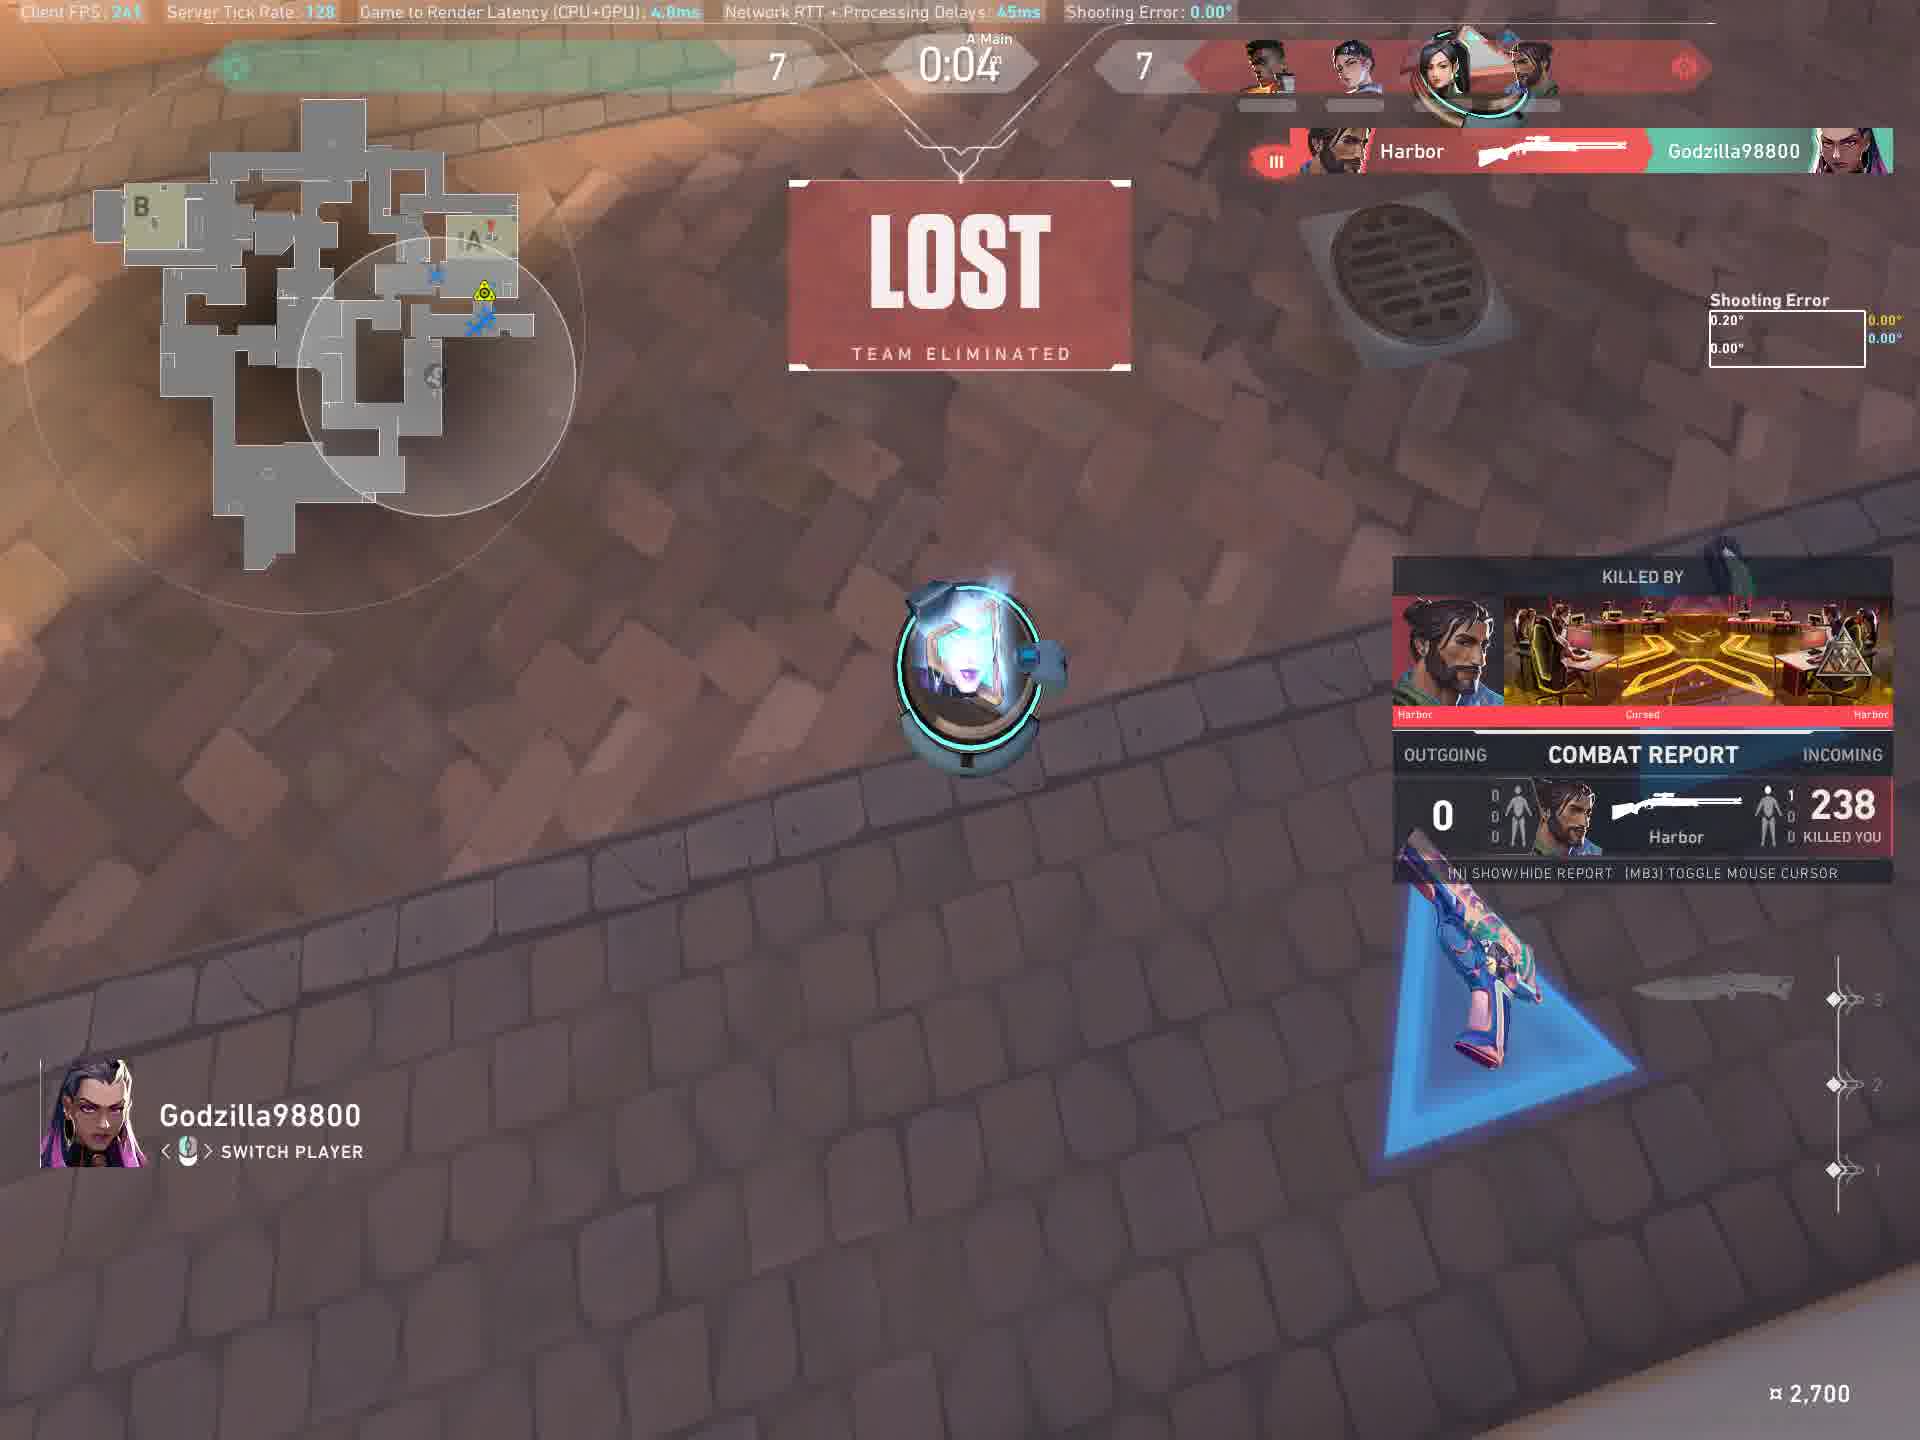 Client FPS: 241 Server Tick Rate: 128 Game to Render Latency (CPU+GPU): 4.8ms Network RTT + Processing Delays: 45ms Shooting Error: 0.00°
A Main
7 0:04 7
Harbor Godzilla98800
B
A
LOST
TEAM ELIMINATED
Shooting Error
0.20° 0.00°
0.00° 0.00°
KILLED BY
Harbor Cursed Harbor
OUTGOING COMBAT REPORT INCOMING
0 0 0 0 Harbor 1 0 0 238
KILLED YOU
[N] SHOW/HIDE REPORT [MB3] TOGGLE MOUSE CURSOR
3
2
1
Godzilla98800
< > SWITCH PLAYER
¤ 2,700